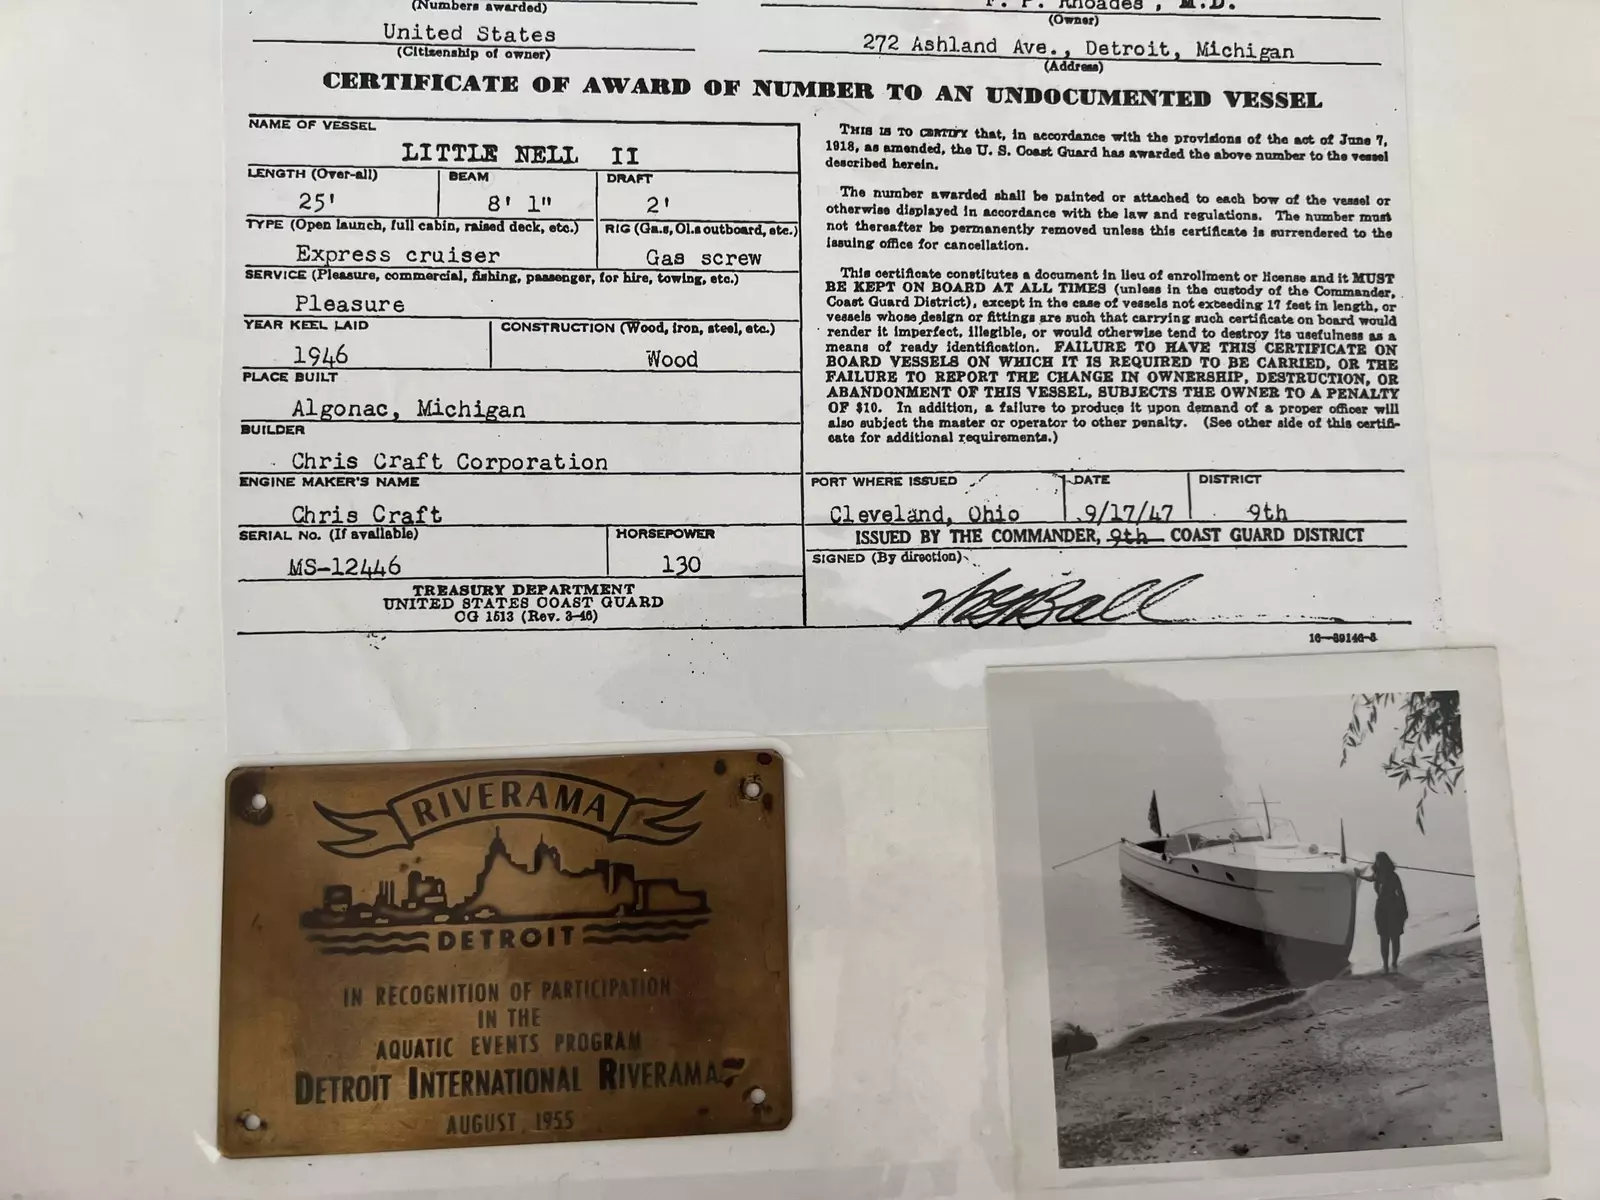 (Numbers awarded)
F. P. Rhoades, M.D.
(Owner)
United States
(Citizenship of owner)
272 Ashland Ave., Detroit, Michigan
(Address)
CERTIFICATE OF AWARD OF NUMBER TO AN UNDOCUMENTED VESSEL
NAME OF VESSEL
LITTLE NELL II
LENGTH (Over-all) BEAM DRAFT
25' 8' 1" 2'
TYPE (Open launch, full cabin, raised deck, etc.) RIG (Gas, Ol. s outboard, etc.)
Express cruiser Gas screw
SERVICE (Pleasure, commercial, fishing, passenger, for hire, towing, etc.)
Pleasure
YEAR KEEL LAID CONSTRUCTION (Wood, iron, steel, etc.)
1946 Wood
PLACE BUILT
Algonac, Michigan
BUILDER
Chris Craft Corporation
ENGINE MAKER'S NAME
Chris Craft
SERIAL No. (If available) HORSEPOWER
MS-12446 130
TREASURY DEPARTMENT
UNITED STATES COAST GUARD
CG 1513 (Rev. 3-46)
THIS IS TO CERTIFY that, in accordance with the provisions of the act of June 7,
1918, as amended, the U. S. Coast Guard has awarded the above number to the vessel
described herein.
The number awarded shall be painted or attached to each bow of the vessel or
otherwise displayed in accordance with the law and regulations. The number must
not thereafter be permanently removed unless this certificate is surrendered to the
issuing office for cancellation.
This certificate constitutes a document in lieu of enrollment or license and it MUST
BE KEPT ON BOARD AT ALL TIMES (unless in the custody of the Commander,
Coast Guard District), except in the case of vessels not exceeding 17 feet in length, or
vessels whose design or fittings are such that carrying such certificate on board would
render it imperfect, illegible, or would otherwise tend to destroy its usefulness as a
means of ready identification. FAILURE TO HAVE THIS CERTIFICATE ON
BOARD VESSELS ON WHICH IT IS REQUIRED TO BE CARRIED, OR THE
FAILURE TO REPORT THE CHANGE IN OWNERSHIP, DESTRUCTION, OR
ABANDONMENT OF THIS VESSEL, SUBJECTS THE OWNER TO A PENALTY
OF $10. In addition, a failure to produce it upon demand of a proper officer will
also subject the master or operator to other penalty. (See other side of this certifi-
cate for additional requirements.)
PORT WHERE ISSUED DATE DISTRICT
Cleveland, Ohio 9/17/47 9th
ISSUED BY THE COMMANDER, 9th COAST GUARD DISTRICT
SIGNED (By direction)
16—39146-3
RIVERAMA
DETROIT
IN RECOGNITION OF PARTICIPATION
IN THE
AQUATIC EVENTS PROGRAM
DETROIT INTERNATIONAL RIVERAMA
AUGUST, 1955